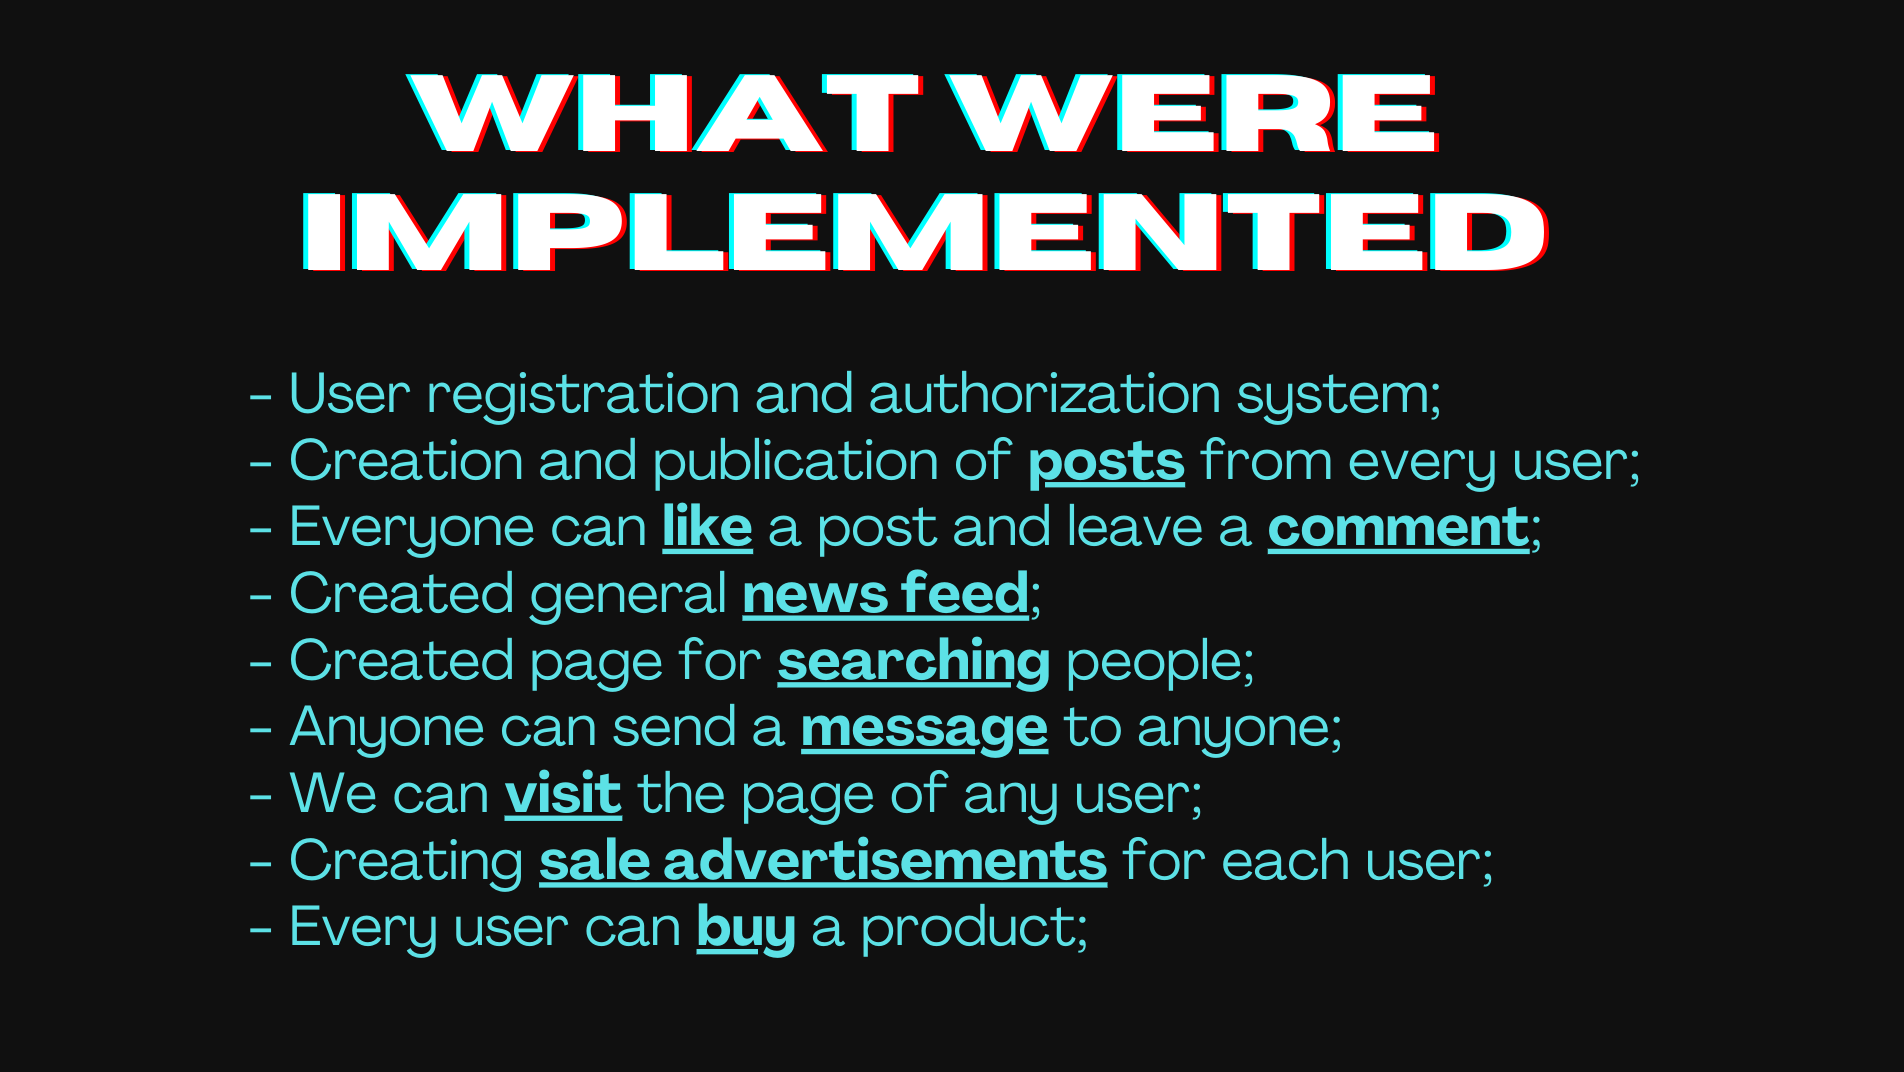 WHAT WERE
IMPLEMENTED
- User registration and authorization system;
- Creation and publication of posts from every user;
- Everyone can like a post and leave a comment;
- Created general news feed;
- Created page for searching people;
- Anyone can send a message to anyone;
- We can visit the page of any user;
- Creating sale advertisements for each user;
- Every user can buy a product;